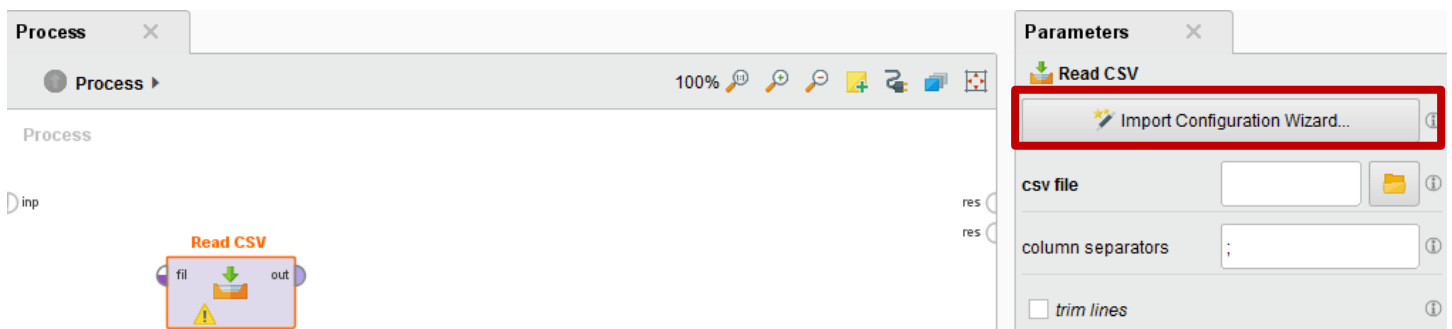 Process
Process
100%
Process
inp
res
res
Read CSV
fil
out
Parameters
Read CSV
Import Configuration Wizard...
csv file
column separators
;
trim lines